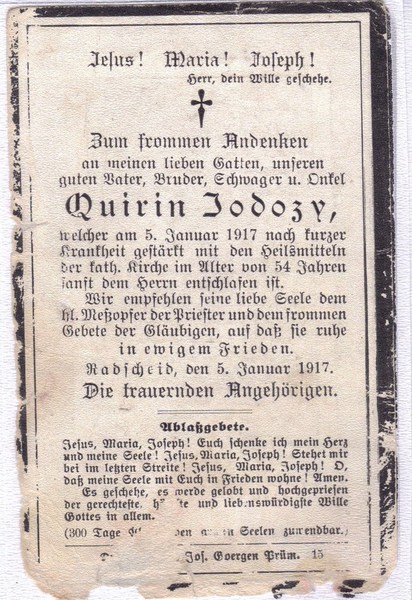 Jesus! Maria! Joseph!
Herr, dein Wille geschehe.
Zum frommen Andenken
an meinen lieben Gatten, unseren
guten Vater, Bruder, Schwager u. Onkel
Quirin Jodozy,
welcher am 5. Januar 1917 nach kurzer
Krankheit gestärkt mit den Heilsmitteln
der kath. Kirche im Alter von 54 Jahren
sanft dem Herrn entschlafen ist.
Wir empfehlen seine liebe Seele dem
hl. Meßopfer der Priester und dem frommen
Gebete der Gläubigen, auf daß sie ruhe
in ewigem Frieden.
Radscheid, den 5. Januar 1917.
Die trauernden Angehörigen.
Ablaßgebete.
Jesus, Maria, Joseph! Euch schenke ich mein Herz
und meine Seele! Jesus, Maria, Joseph! Stehet mir
bei im letzten Streite! Jesus, Maria, Joseph! O,
daß meine Seele mit Euch in Frieden wohne! Amen.
Es geschehe, es werde gelobt und hochgepriesen
der gerechteste, und liebenswürdigste Wille
Gottes in allem.
(300 Tage Seelen zuwendbar.)
Jos. Goergen Prüm. 15